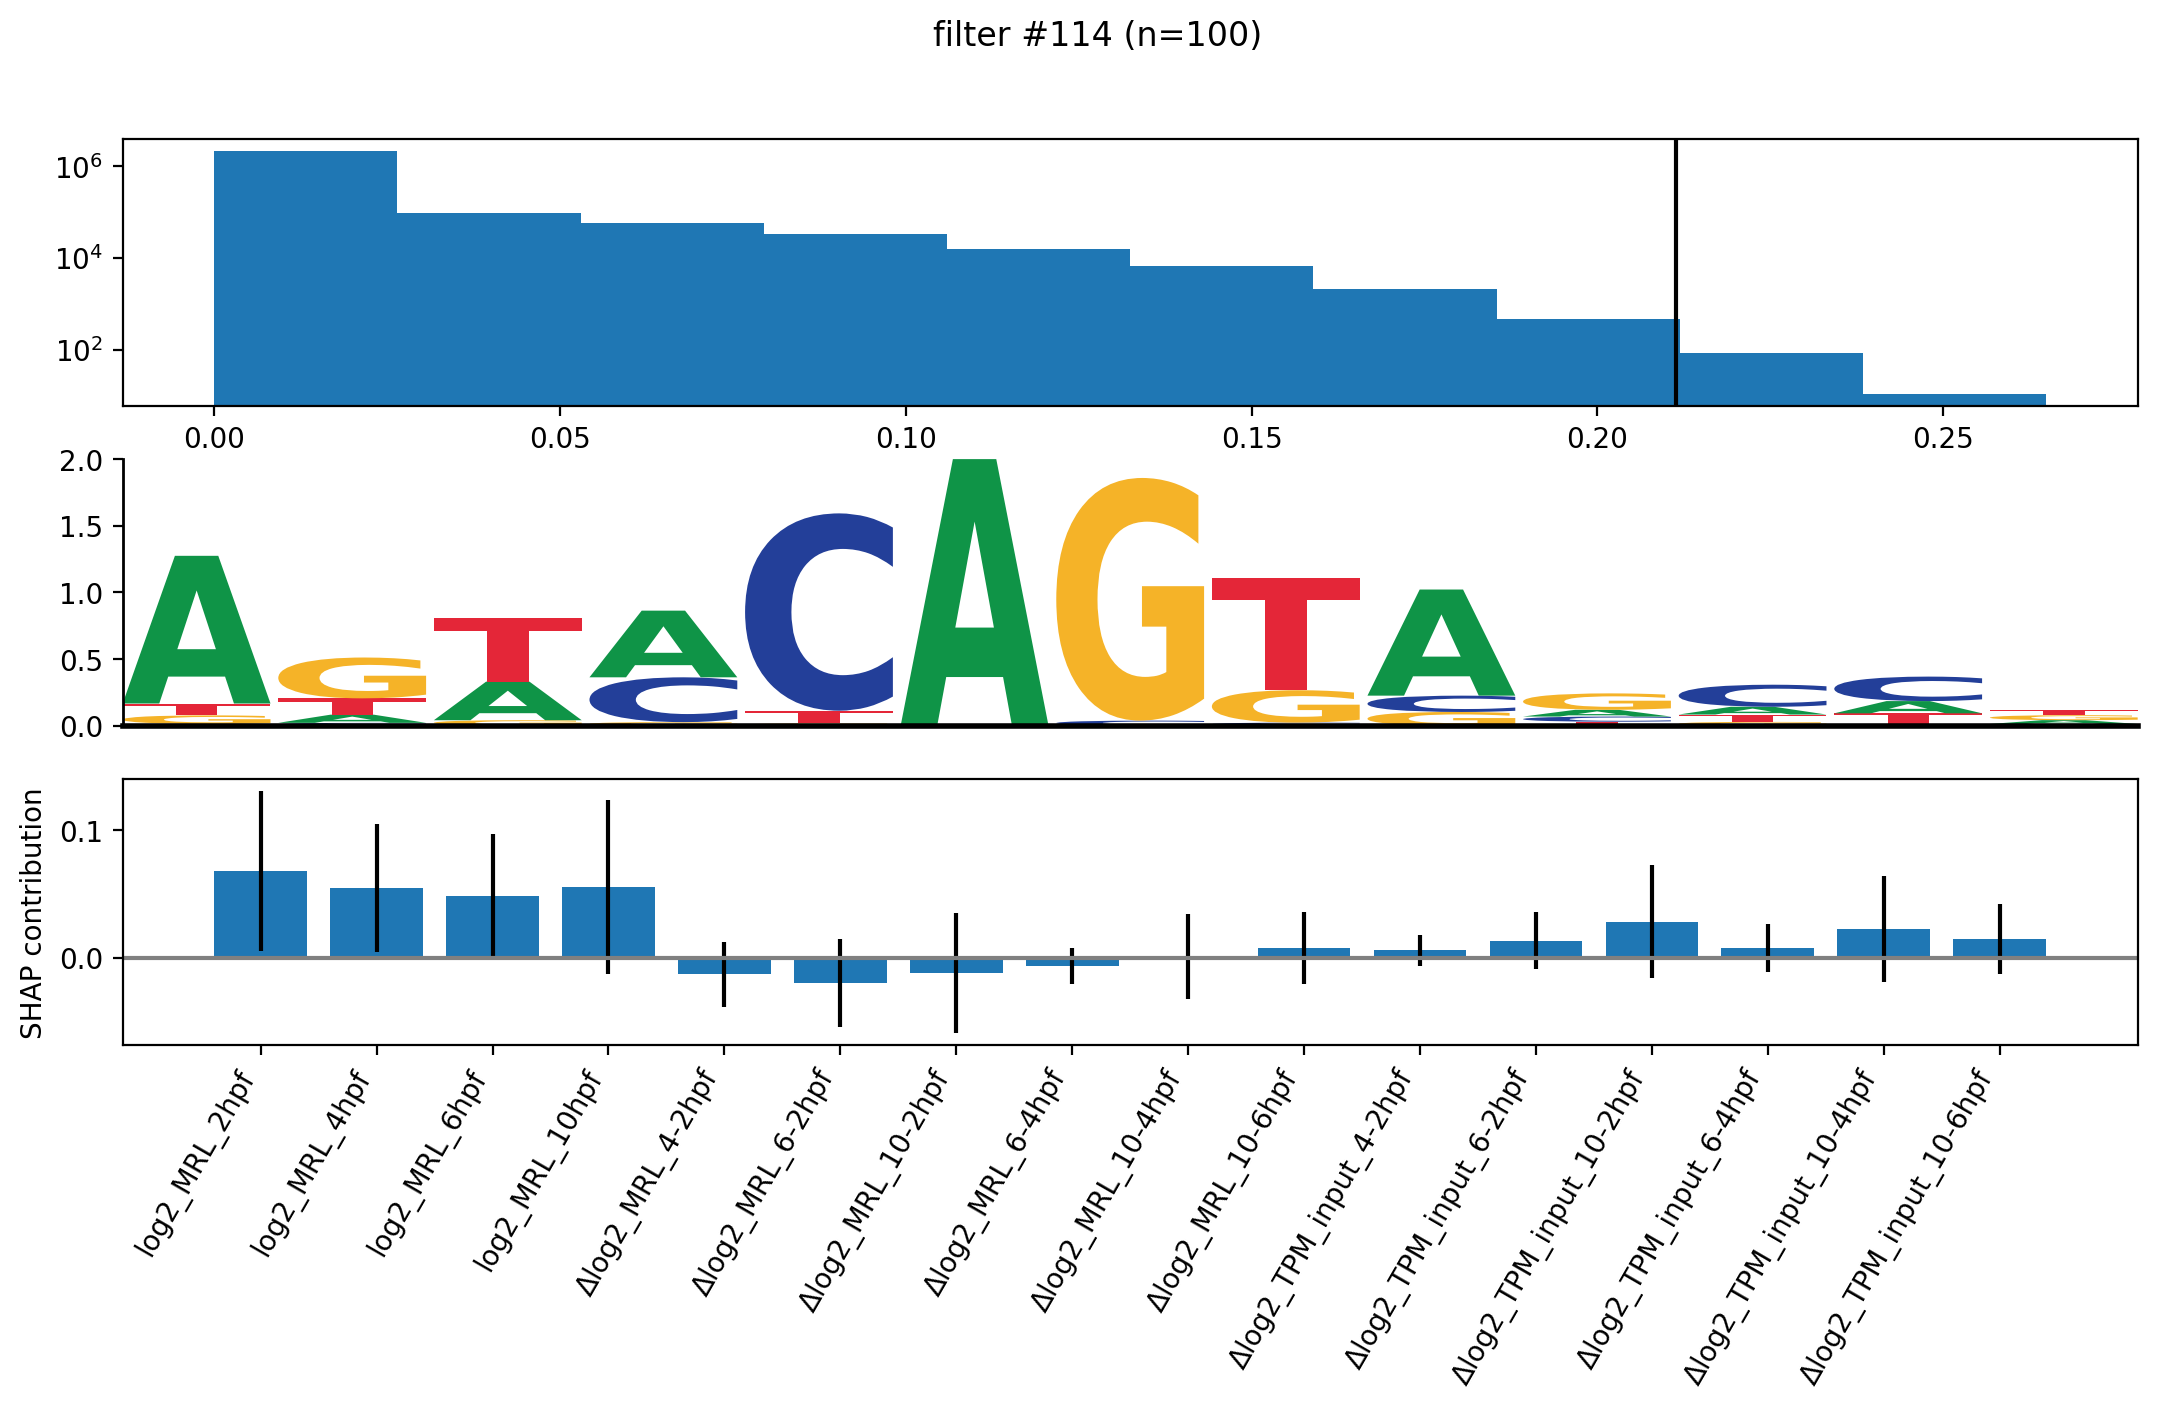 filter #114 (n=100)
10^6
10^4
10^2
0.00 0.05 0.10 0.15 0.20 0.25
2.0
1.5
1.0
0.5
0.0
A G T A C A G T A G C C T
T T A C T C G C A A T G
G A G G C T T A
SHAP contribution
0.1
0.0
log2_MRL_2hpf
log2_MRL_4hpf
log2_MRL_6hpf
log2_MRL_10hpf
Δlog2_MRL_4-2hpf
Δlog2_MRL_6-2hpf
Δlog2_MRL_10-2hpf
Δlog2_MRL_6-4hpf
Δlog2_MRL_10-4hpf
Δlog2_MRL_10-6hpf
Δlog2_TPM_input_4-2hpf
Δlog2_TPM_input_6-2hpf
Δlog2_TPM_input_10-2hpf
Δlog2_TPM_input_6-4hpf
Δlog2_TPM_input_10-4hpf
Δlog2_TPM_input_10-6hpf